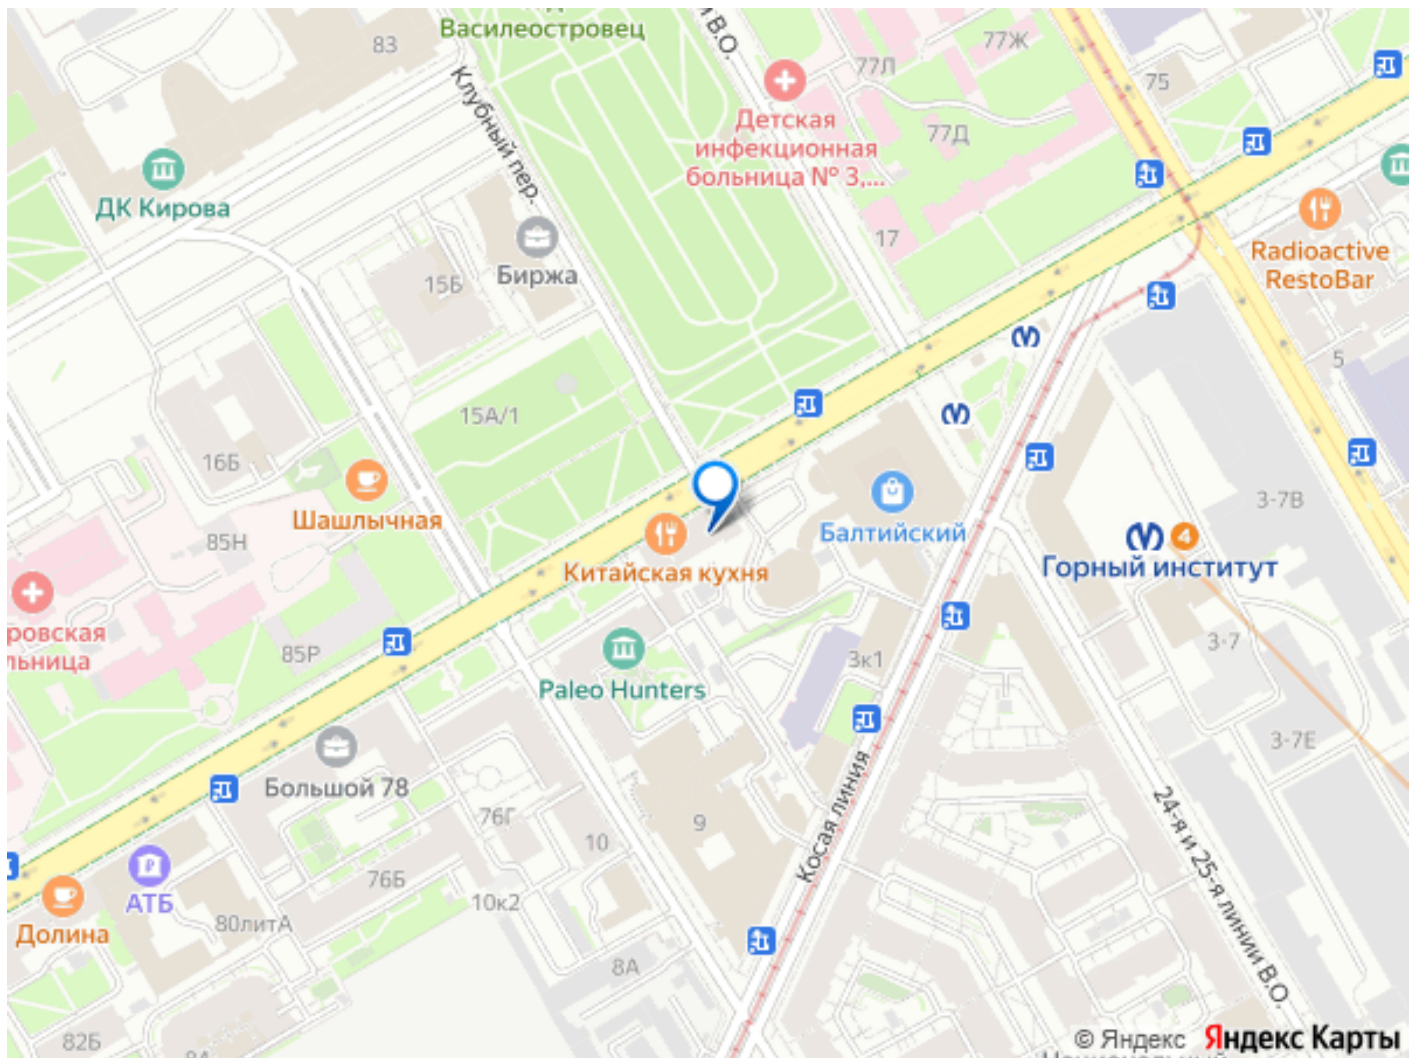 Василеостровец
83
Клубный пер.
77Ж
77Л
75
Детская
инфекционная
больница № 3,...
77Д
ДК Кирова
17
Radioactive
RestoBar
Биржа
15Б
5
15А/1
16Б
Шашлычная
85Н
Балтийский
3-7В
4
Горный институт
Китайская кухня
85Р
3к1
3-7
Paleo Hunters
3-7Е
Большой 78
76Г
9
10
Косая линия
24-я и 25-я линии В.О.
76Б
АТБ
10к2
80литА
Долина
8А
82Б
© Яндекс Яндекс Карты